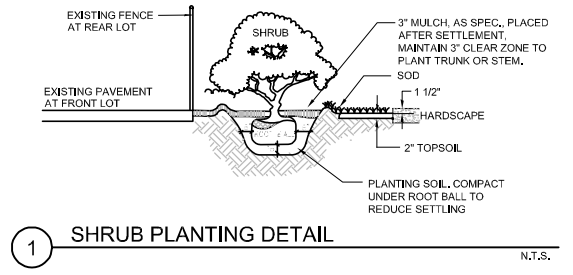 EXISTING FENCE
AT REAR LOT
SHRUB
3" MULCH, AS SPEC., PLACED
AFTER SETTLEMENT,
MAINTAIN 3" CLEAR ZONE TO
PLANT TRUNK OR STEM.
SOD
EXISTING PAVEMENT
AT FRONT LOT
1 1/2"
HARDSCAPE
2" TOPSOIL
PLANTING SOIL. COMPACT
UNDER ROOT BALL TO
REDUCE SETTLING
1
SHRUB PLANTING DETAIL
N.T.S.